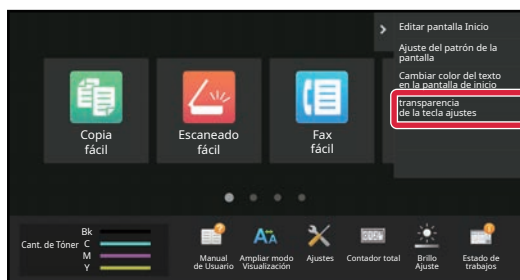 Editar pantalla Inicio
Ajuste del patrón de la
pantalla
Cambiar color del texto
en la pantalla de inicio
transparencia
de la tecla ajustes
Copia
fácil
Escaneado
fácil
Fax
fácil
Cant. de Tóner
Bk
C
M
Y
Manual
de Usuario
Ampliar modo
Visualización
Ajustes
Contador total
Brillo
Ajuste
Estado de
trabajos